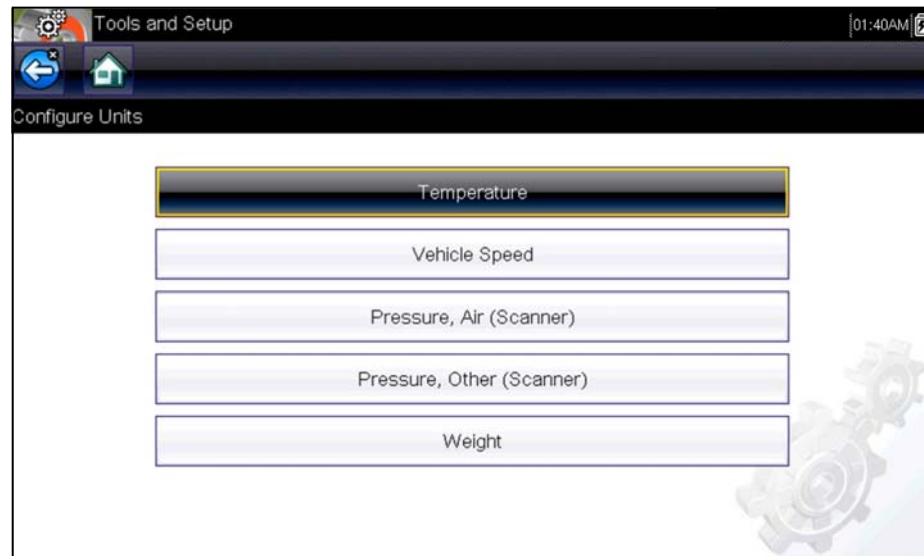 Tools and Setup
01:40AM
Configure Units
Temperature
Vehicle Speed
Pressure, Air (Scanner)
Pressure, Other (Scanner)
Weight